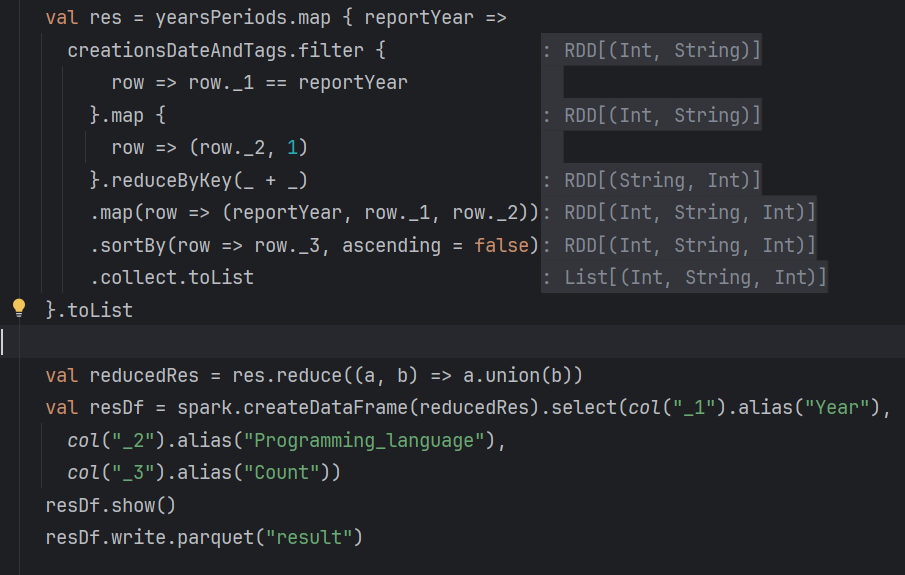 val res = yearsPeriods.map { reportYear =>
  creationsDateAndTags.filter { : RDD[(Int, String)]
      row => row._1 == reportYear
    }.map { : RDD[(Int, String)]
      row => (row._2, 1)
    }.reduceByKey(_ + _) : RDD[(String, Int)]
    .map(row => (reportYear, row._1, row._2)) : RDD[(Int, String, Int)]
    .sortBy(row => row._3, ascending = false) : RDD[(Int, String, Int)]
    .collect.toList : List[(Int, String, Int)]
}.toList
val reducedRes = res.reduce((a, b) => a.union(b))
val resDf = spark.createDataFrame(reducedRes).select(col("_1").alias("Year"),
  col("_2").alias("Programming_language"),
  col("_3").alias("Count"))
resDf.show()
resDf.write.parquet("result")